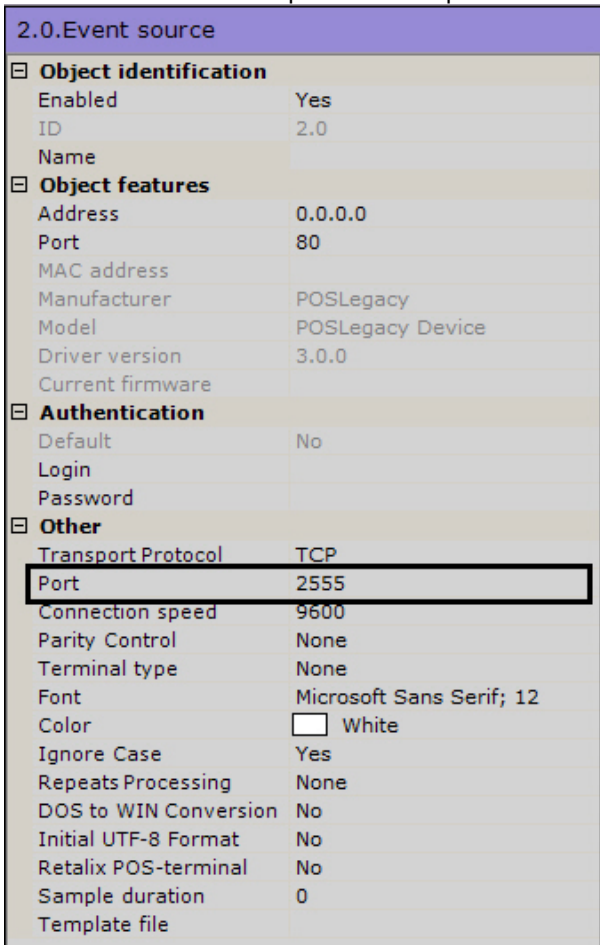 2.0.Event source
Object identification
Enabled Yes
ID 2.0
Name
Object features
Address 0.0.0.0
Port 80
MAC address
Manufacturer POSLegacy
Model POSLegacy Device
Driver version 3.0.0
Current firmware
Authentication
Default No
Login
Password
Other
Transport Protocol TCP
Port 2555
Connection speed 9600
Parity Control None
Terminal type None
Font Microsoft Sans Serif; 12
Color White
Ignore Case Yes
Repeats Processing None
DOS to WIN Conversion No
Initial UTF-8 Format No
Retalix POS-terminal No
Sample duration 0
Template file